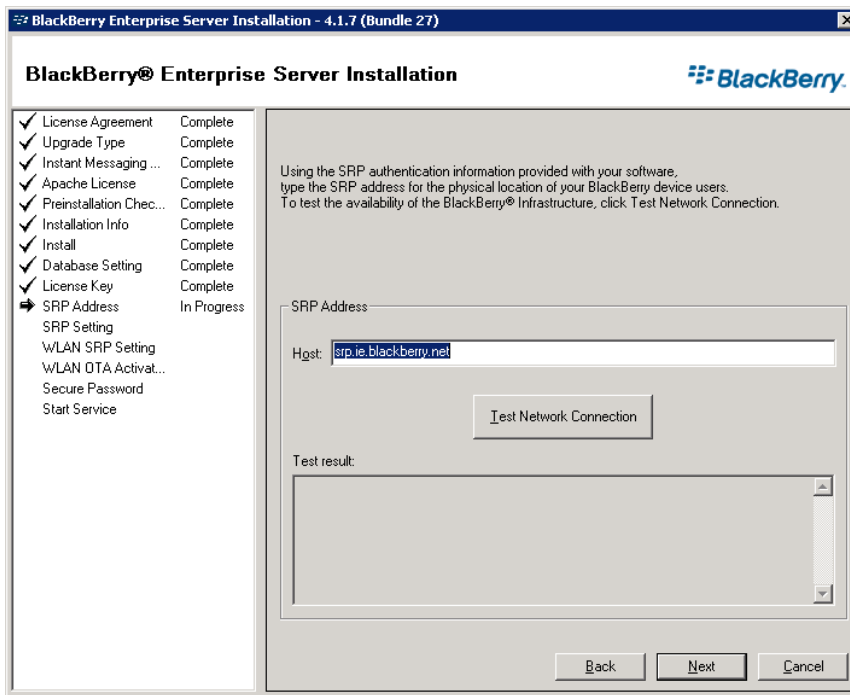 BlackBerry Enterprise Server Installation - 4.1.7 (Bundle 27)
BlackBerry® Enterprise Server Installation
BlackBerry.
License Agreement Complete
Upgrade Type Complete
Instant Messaging ... Complete
Apache License Complete
Preinstallation Chec... Complete
Installation Info Complete
Install Complete
Database Setting Complete
License Key Complete
SRP Address In Progress
SRP Setting
WLAN SRP Setting
WLAN OTA Activat...
Secure Password
Start Service
Using the SRP authentication information provided with your software,
type the SRP address for the physical location of your BlackBerry device users.
To test the availability of the BlackBerry® Infrastructure, click Test Network Connection.
SRP Address
Host: srp.ie.blackberry.net
Test Network Connection
Test result:
Back Next Cancel